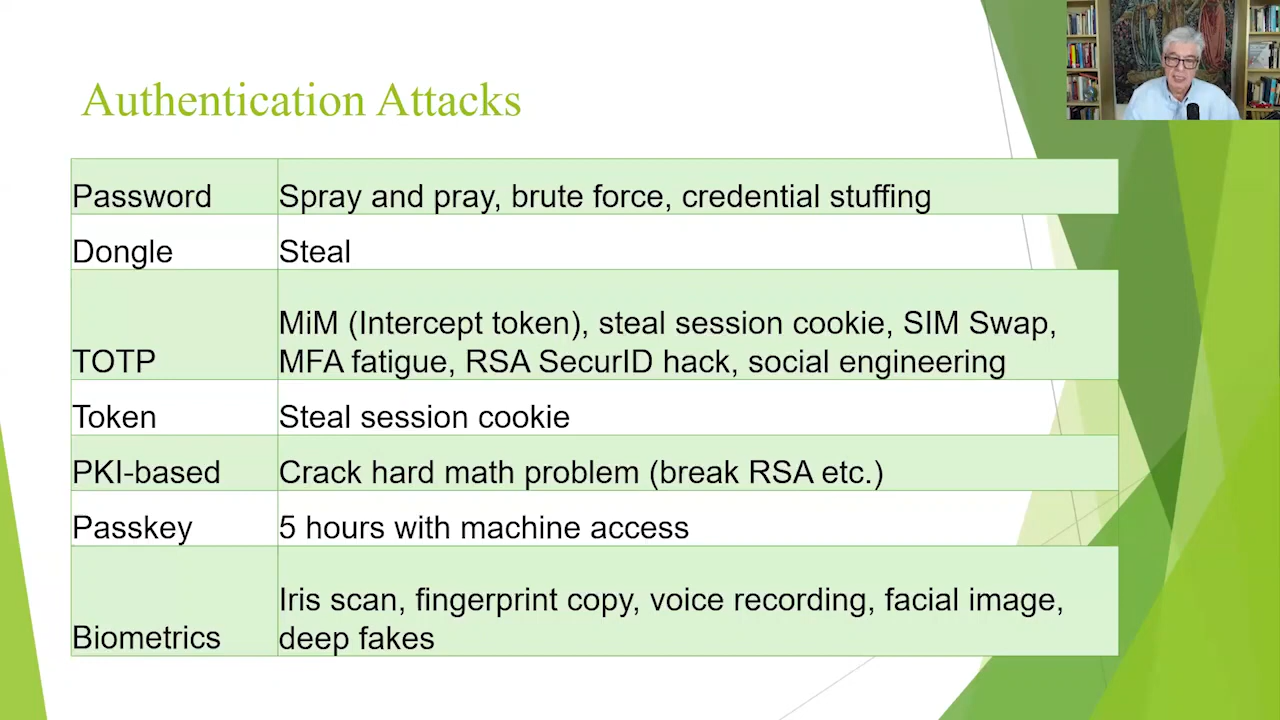 Authentication Attacks
Password Spray and pray, brute force, credential stuffing
Dongle Steal
TOTP MiM (Intercept token), steal session cookie, SIM Swap,
MFA fatigue, RSA SecurID hack, social engineering
Token Steal session cookie
PKI-based Crack hard math problem (break RSA etc.)
Passkey 5 hours with machine access
Biometrics Iris scan, fingerprint copy, voice recording, facial image,
deep fakes